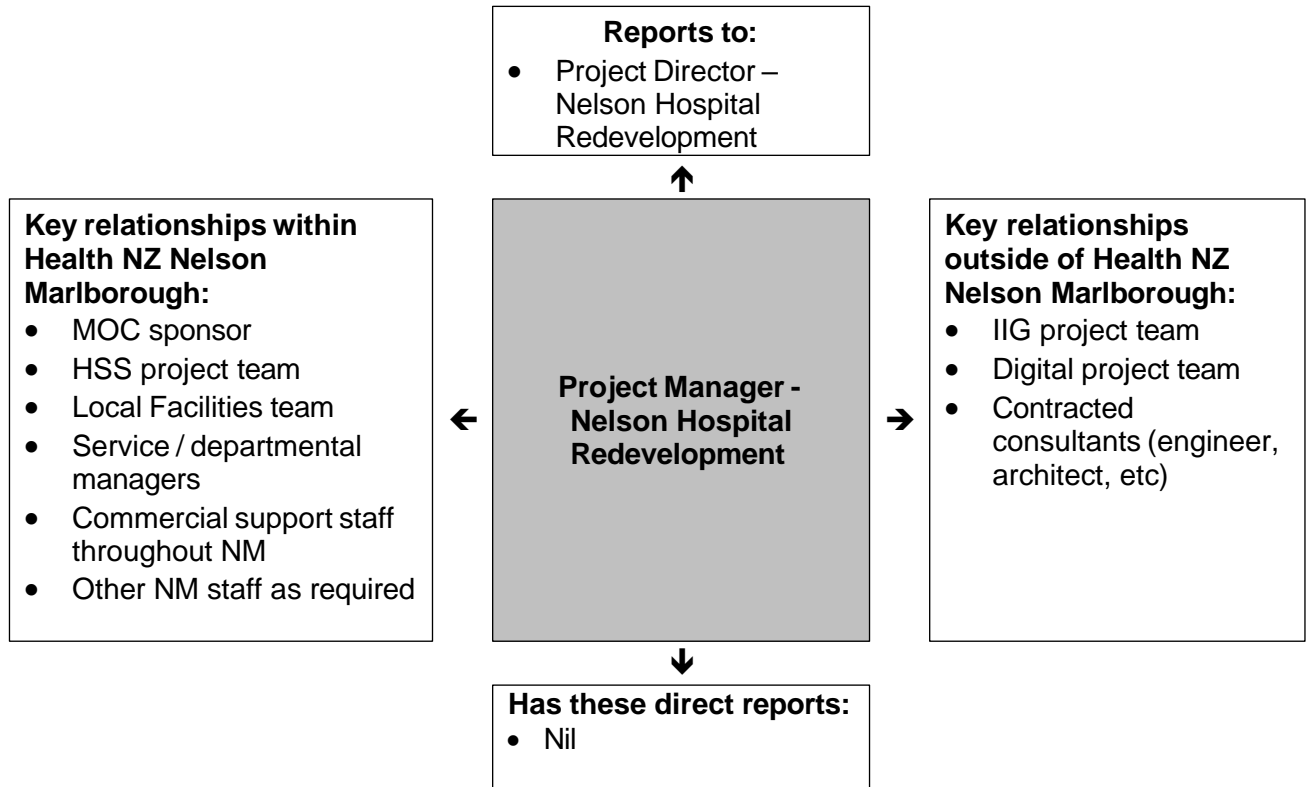 Reports to:
• Project Director –
Nelson Hospital
Redevelopment
Key relationships within
Health NZ Nelson
Marlborough:
• MOC sponsor
• HSS project team
• Local Facilities team
• Service / departmental
managers
• Commercial support staff
throughout NM
• Other NM staff as required
Project Manager -
Nelson Hospital
Redevelopment
Key relationships
outside of Health NZ
Nelson Marlborough:
• IIG project team
• Digital project team
• Contracted
consultants (engineer,
architect, etc)
Has these direct reports:
• Nil